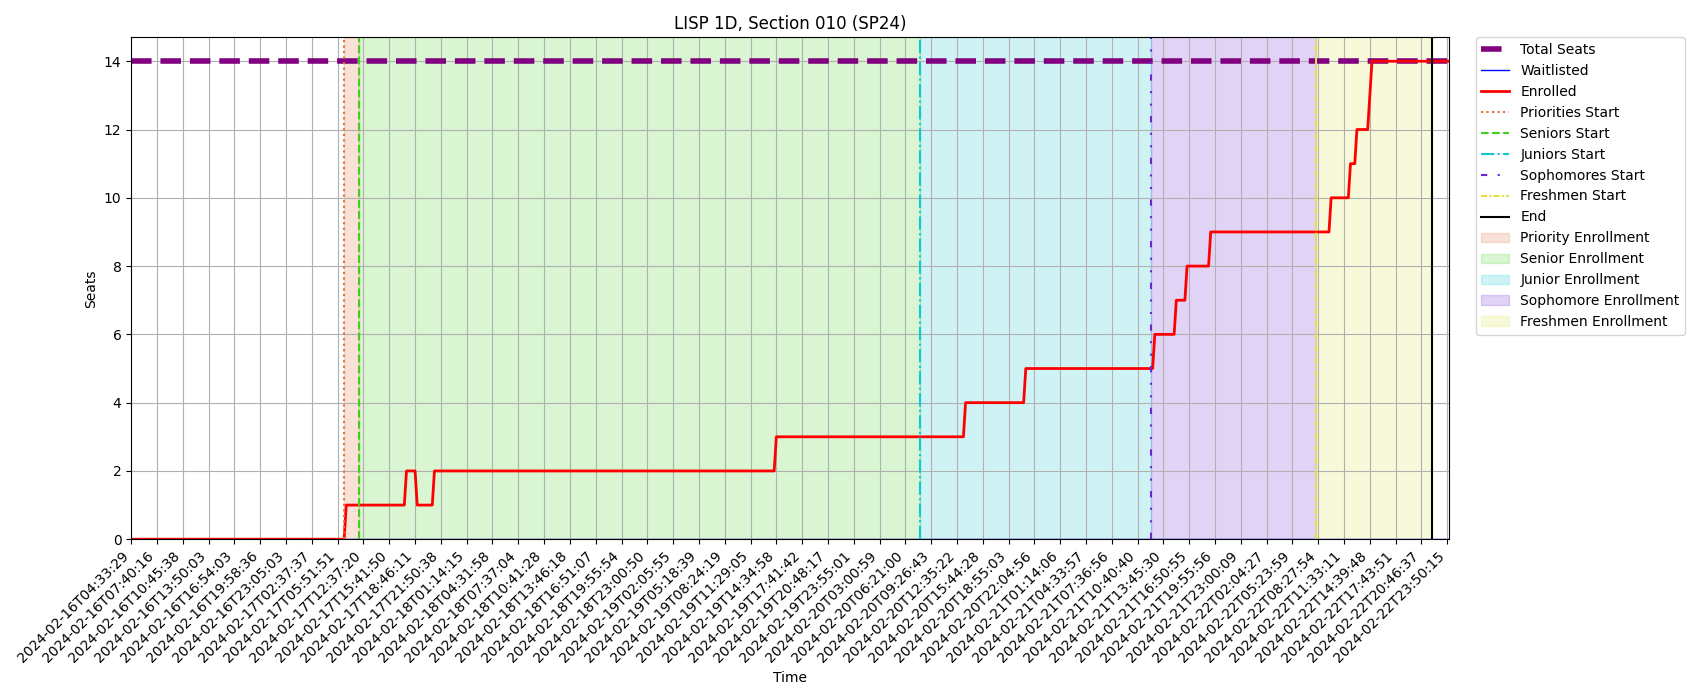 LISP 1D, Section 010 (SP24)
14
12
10
8
6
4
2
0
Seats
2024-02-16T04:33:29
2024-02-16T07:40:16
2024-02-16T10:45:38
2024-02-16T13:50:03
2024-02-16T16:54:03
2024-02-16T19:58:36
2024-02-16T23:05:03
2024-02-17T02:37:37
2024-02-17T05:51:51
2024-02-17T12:37:20
2024-02-17T15:41:50
2024-02-17T18:46:11
2024-02-17T21:50:38
2024-02-18T01:14:15
2024-02-18T04:31:58
2024-02-18T07:37:04
2024-02-18T10:41:28
2024-02-18T13:46:18
2024-02-18T16:51:07
2024-02-18T19:55:54
2024-02-18T23:00:50
2024-02-19T02:05:55
2024-02-19T05:18:39
2024-02-19T08:24:19
2024-02-19T11:29:05
2024-02-19T14:34:58
2024-02-19T17:41:42
2024-02-19T20:48:17
2024-02-19T23:55:01
2024-02-20T03:00:59
2024-02-20T06:21:00
2024-02-20T09:26:43
2024-02-20T12:35:22
2024-02-20T15:44:28
2024-02-20T18:55:03
2024-02-20T22:04:56
2024-02-21T01:14:06
2024-02-21T04:33:57
2024-02-21T07:36:56
2024-02-21T10:40:40
2024-02-21T13:45:30
2024-02-21T16:50:55
2024-02-21T19:55:56
2024-02-21T23:00:09
2024-02-22T02:04:27
2024-02-22T05:23:59
2024-02-22T08:27:54
2024-02-22T11:33:11
2024-02-22T14:39:48
2024-02-22T17:43:51
2024-02-22T20:46:37
2024-02-22T23:50:15
Time
Total Seats
Waitlisted
Enrolled
Priorities Start
Seniors Start
Juniors Start
Sophomores Start
Freshmen Start
End
Priority Enrollment
Senior Enrollment
Junior Enrollment
Sophomore Enrollment
Freshmen Enrollment